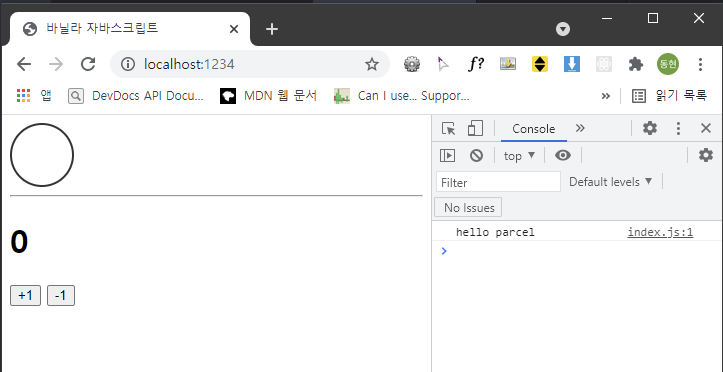 바닐라 자바스크립트
localhost:1234
f?
동현
앱
DevDocs API Docu...
MDN 웹 문서
Can I use... Suppor...
»
읽기 목록
Console
»
top
Filter
Default levels
No Issues
hello parcel
index.js:1
0
+1
-1